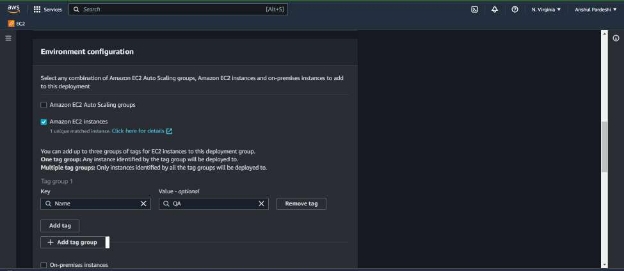 aws
Services
Search
[Alt+S]
N. Virginia
Anshul Pardeshi
EC2
Environment configuration
Select any combination of Amazon EC2 Auto Scaling groups, Amazon EC2 instances and on-premises instances to add
to this deployment
Amazon EC2 Auto Scaling groups
Amazon EC2 instances
1 unique matched instance. Click here for details
You can add up to three groups of tags for EC2 instances to this deployment group.
One tag group: Any instance identified by the tag group will be deployed to.
Multiple tag groups: Only instances identified by all the tag groups will be deployed to.
Tag group 1
Key
Value - optional
Name
QA
Remove tag
Add tag
+ Add tag group
On-premises instances